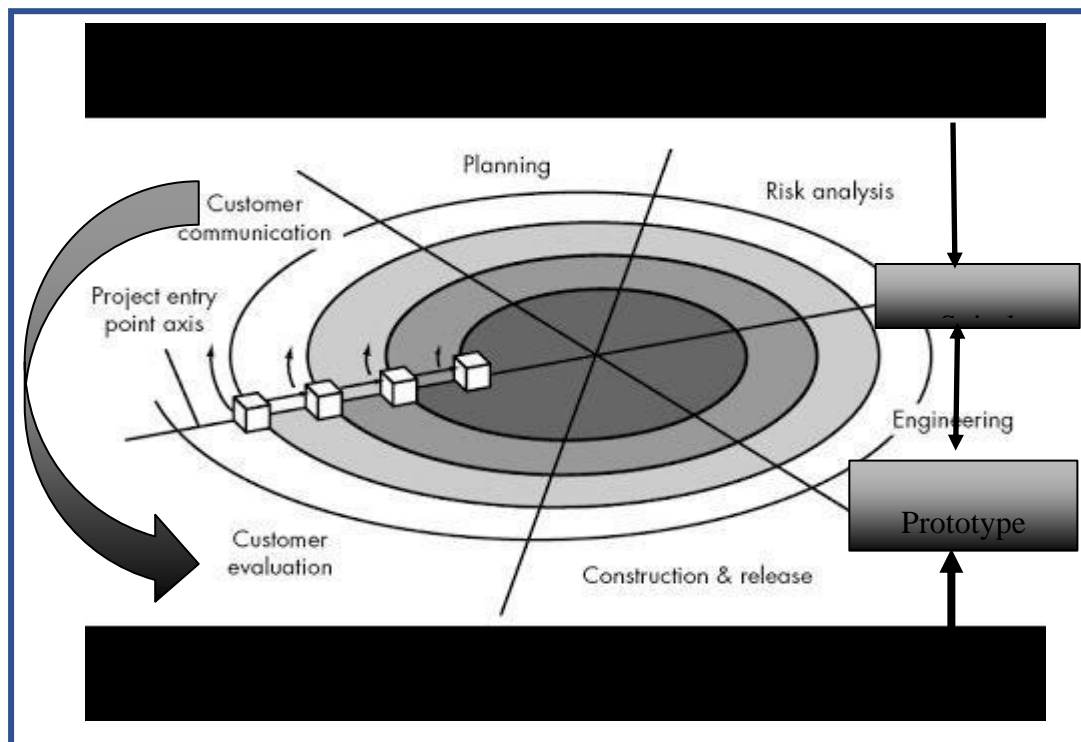 Planning
Risk analysis
Customer
communication
Project entry
point axis
Engineering
Prototype
Customer
evaluation
Construction & release